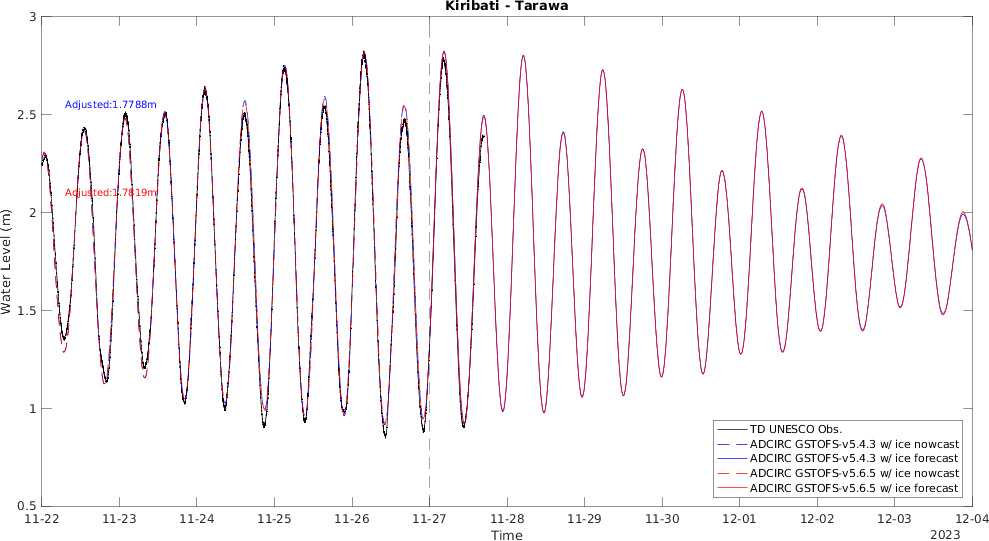 Kiribati - Tarawa
3
2.5
2
1.5
1
0.5
Water Level (m)
Adjusted:1.7788m
Adjusted:1.7819m
TD UNESCO Obs.
ADCIRC GSTOFS-v5.4.3 w/ ice nowcast
ADCIRC GSTOFS-v5.4.3 w/ ice forecast
ADCIRC GSTOFS-v5.6.5 w/ ice nowcast
ADCIRC GSTOFS-v5.6.5 w/ ice forecast
11-22 11-23 11-24 11-25 11-26 11-27 11-28 11-29 11-30 12-01 12-02 12-03 12-04
Time
2023